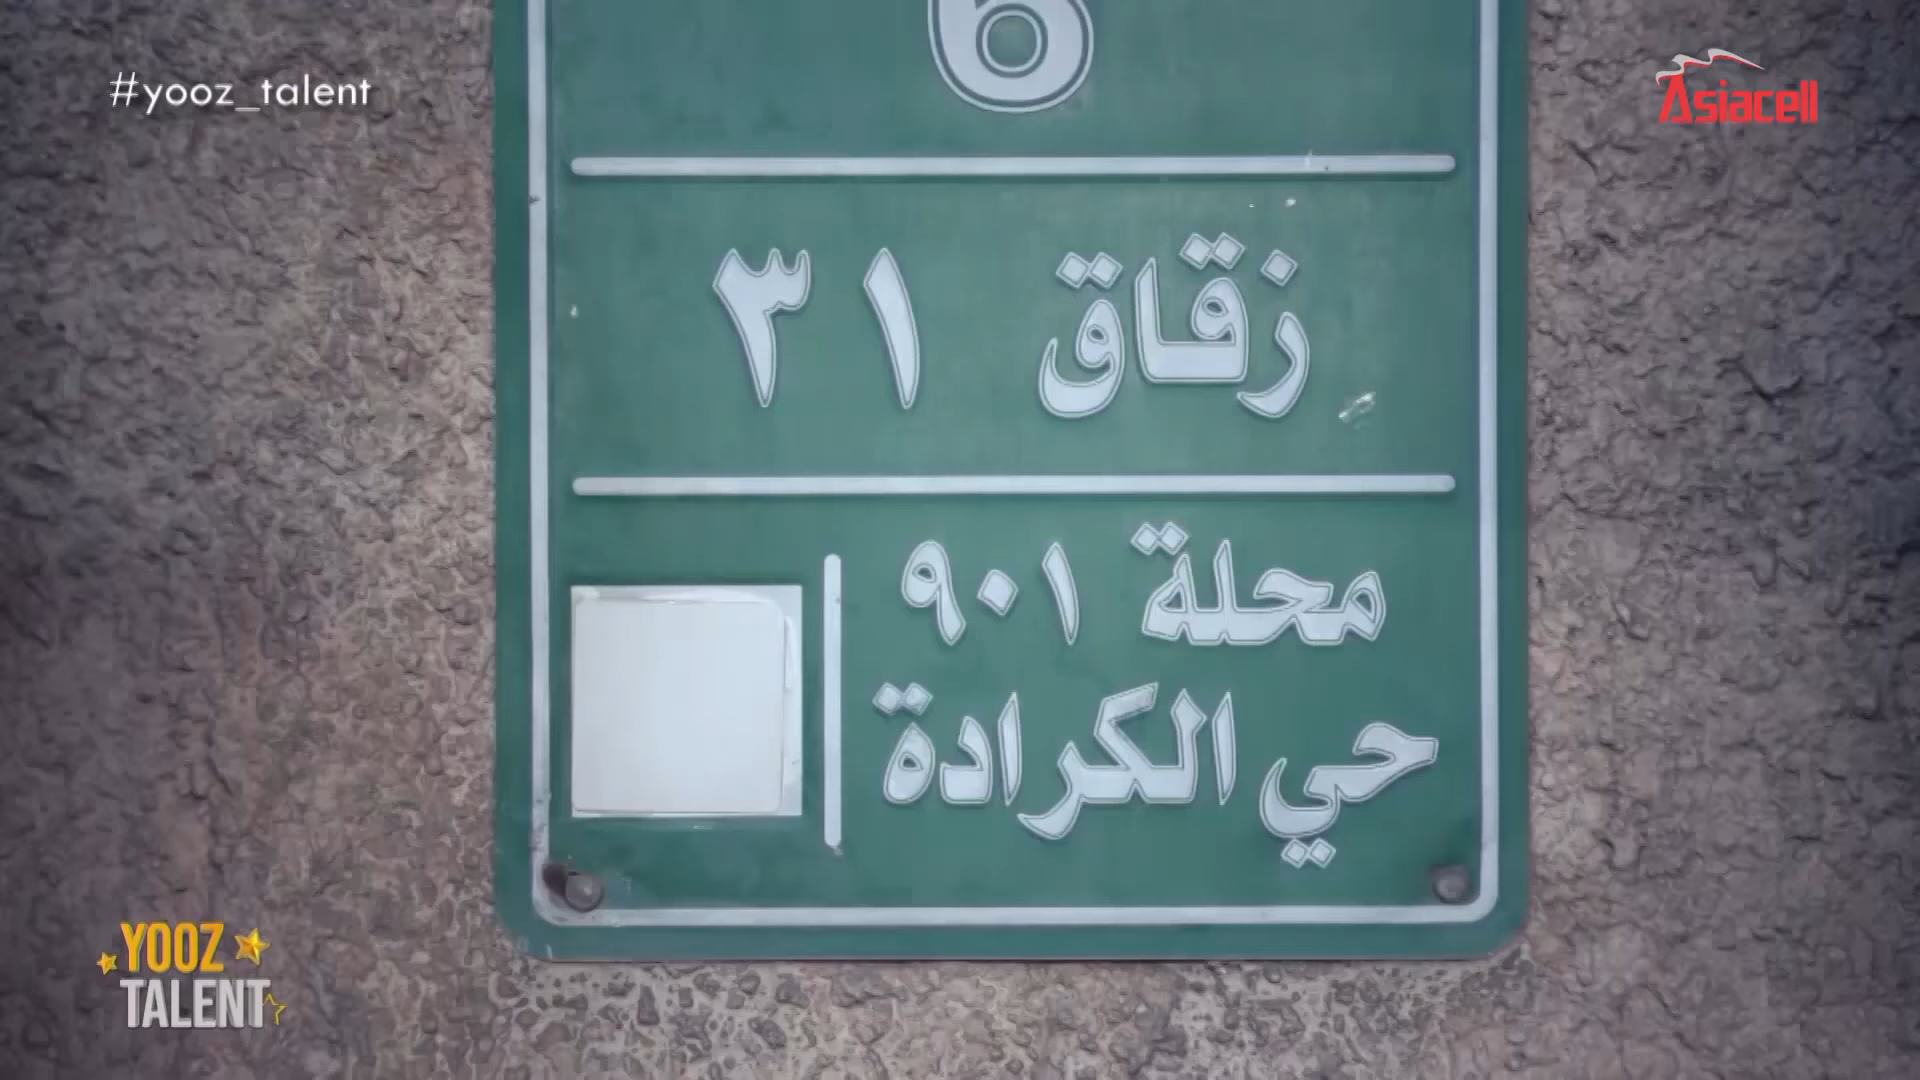 #yooz_talent
Asiacell
6
زقاق ٣١
محلة ٩٠١
حي الكرادة
YOOZ
TALENT